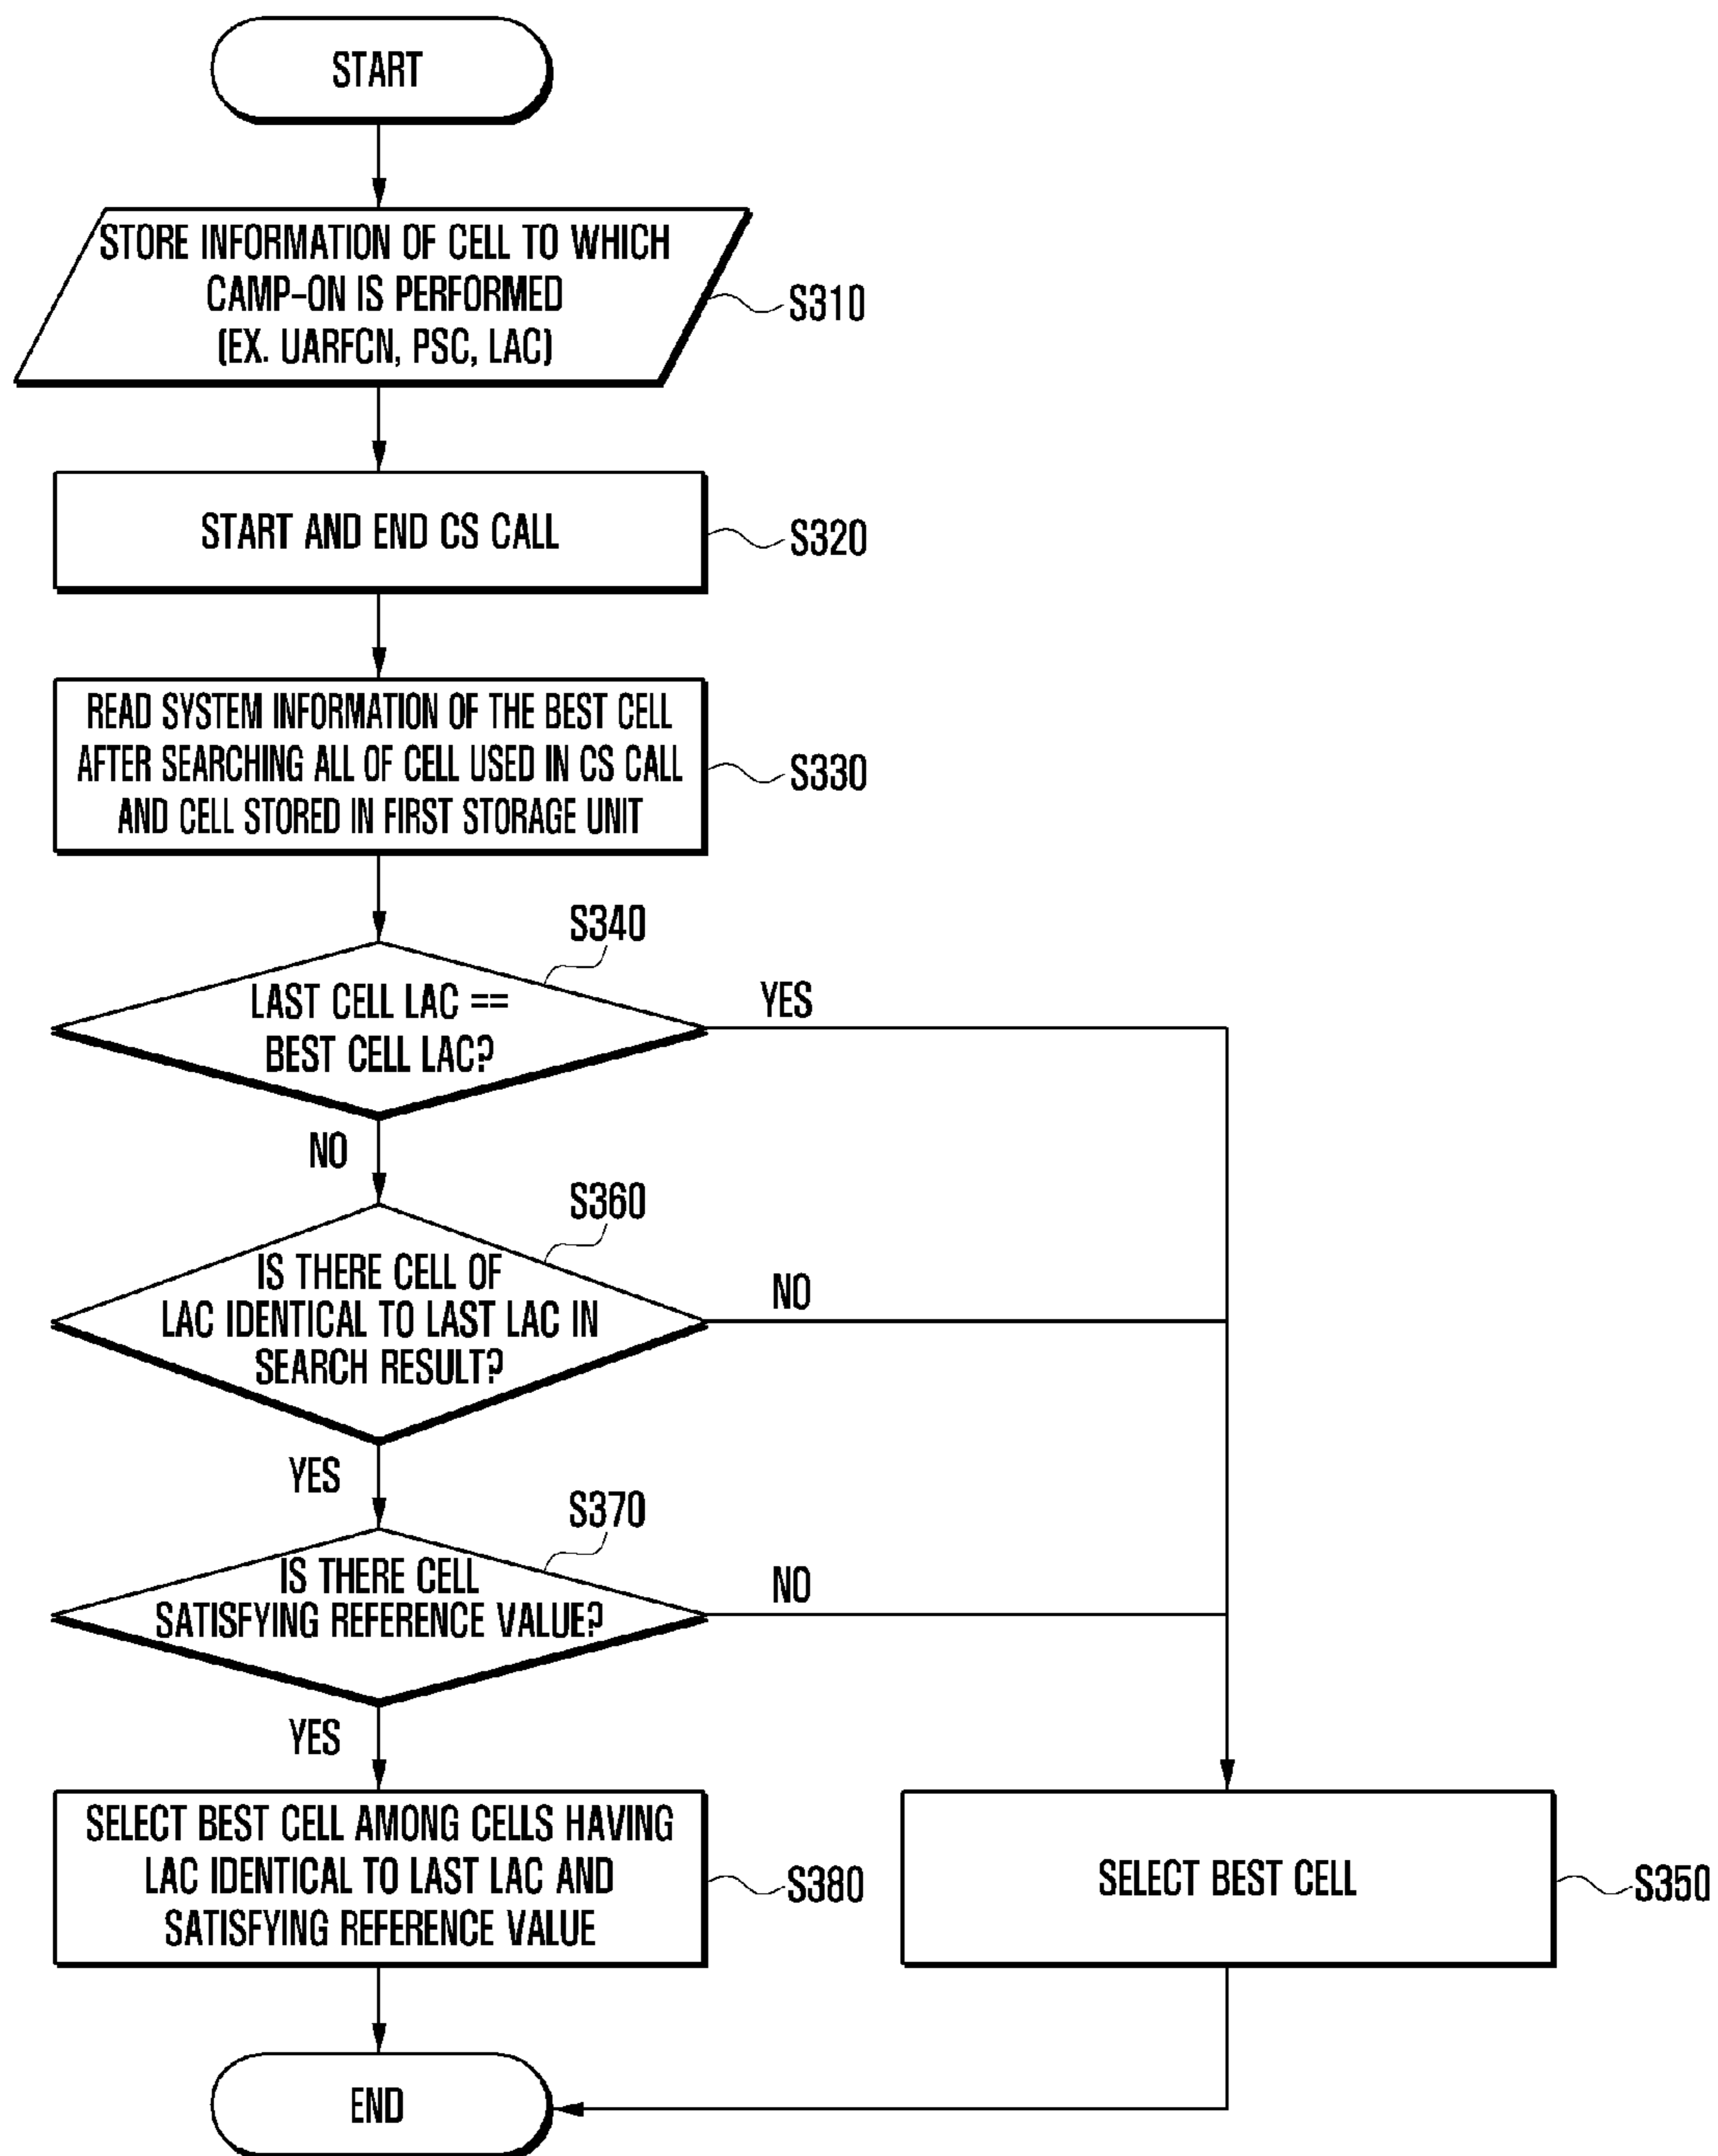 START
STORE INFORMATION OF CELL TO WHICH
CAMP-ON IS PERFORMED
(EX. UARFCN, PSC, LAC)
S310
START AND END CS CALL
S320
READ SYSTEM INFORMATION OF THE BEST CELL
AFTER SEARCHING ALL OF CELL USED IN CS CALL
AND CELL STORED IN FIRST STORAGE UNIT
S330
S340
LAST CELL LAC ==
BEST CELL LAC?
YES
NO
S360
IS THERE CELL OF
LAC IDENTICAL TO LAST LAC IN
SEARCH RESULT?
NO
YES
S370
IS THERE CELL
SATISFYING REFERENCE VALUE?
NO
YES
SELECT BEST CELL AMONG CELLS HAVING
LAC IDENTICAL TO LAST LAC AND
SATISFYING REFERENCE VALUE
S380
SELECT BEST CELL
S350
END